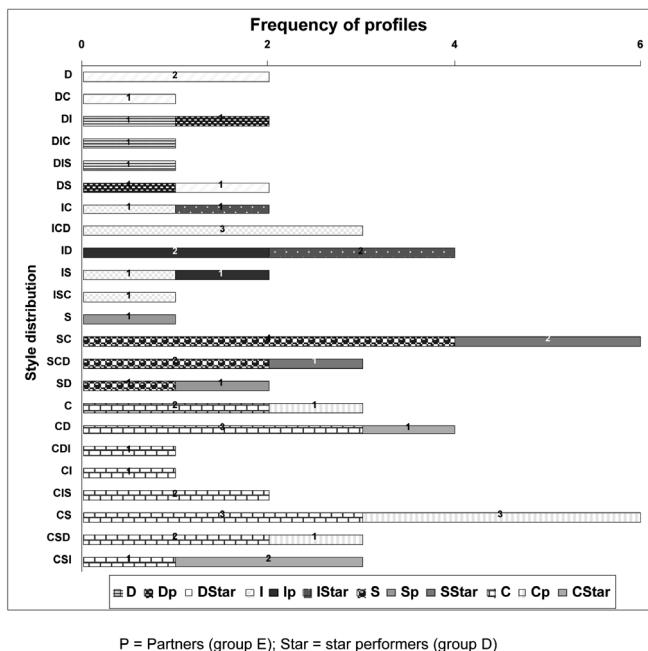 Frequency of profiles
0 2 4 6
Style distribution
D 2
DC 1
DI 1 1
DIC 1
DIS 1
DS 1 1
IC 1 1
ICD 3
ID 2 2
IS 1 1
ISC 1
S 1
SC 4 2
SCD 2 1
SD 1 1
C 2 1
CD 3 1
CDI 1
CI 1
CIS 2
CS 3 3
CSD 2 1
CSI 1 2
D Dp DStar I Ip IStar S Sp SStar C Cp CStar
P = Partners (group E); Star = star performers (group D)